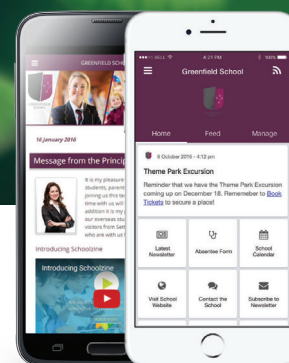 GREENFIELD SCHO
16 january 2016
Message from the Princip
It is my pleasure
students, parent
joining us this te
time with us will
addition it is my
our overseas stu
visitors from Sett
who are with us
Introducing Schoolzine
Introducing Schoolzine
4:21 PM
100%
Greenfield School
Home Feed Manage
6 October 2016 - 4:12 pm
Theme Park Excursion
Reminder that we have the Theme Park Excursion
coming up on December 18. Rememeber to Book
Tickets to secure a place!
Latest
Newsletter
Absentee Form
School
Calendar
Visit School
Website
Contact the
School
Subscribe to
Newsletter